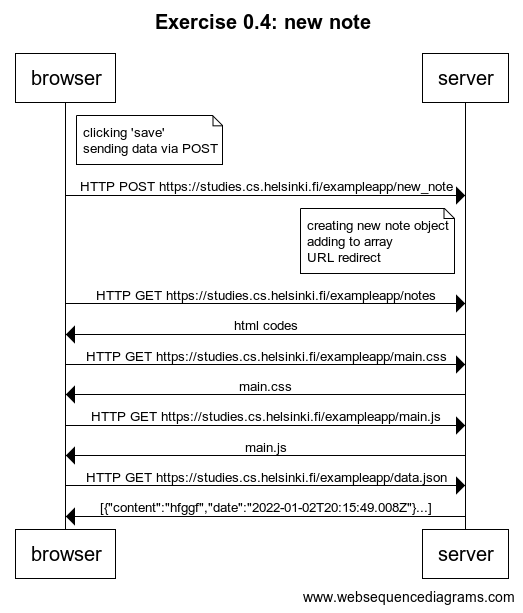 Exercise 0.4: new note
browser
server
clicking 'save'
sending data via POST
HTTP POST https://studies.cs.helsinki.fi/exampleapp/new_note
creating new note object
adding to array
URL redirect
HTTP GET https://studies.cs.helsinki.fi/exampleapp/notes
html codes
HTTP GET https://studies.cs.helsinki.fi/exampleapp/main.css
main.css
HTTP GET https://studies.cs.helsinki.fi/exampleapp/main.js
main.js
HTTP GET https://studies.cs.helsinki.fi/exampleapp/data.json
[{"content":"hfggf","date":"2022-01-02T20:15:49.008Z"}...]
browser
server
www.websequencediagrams.com